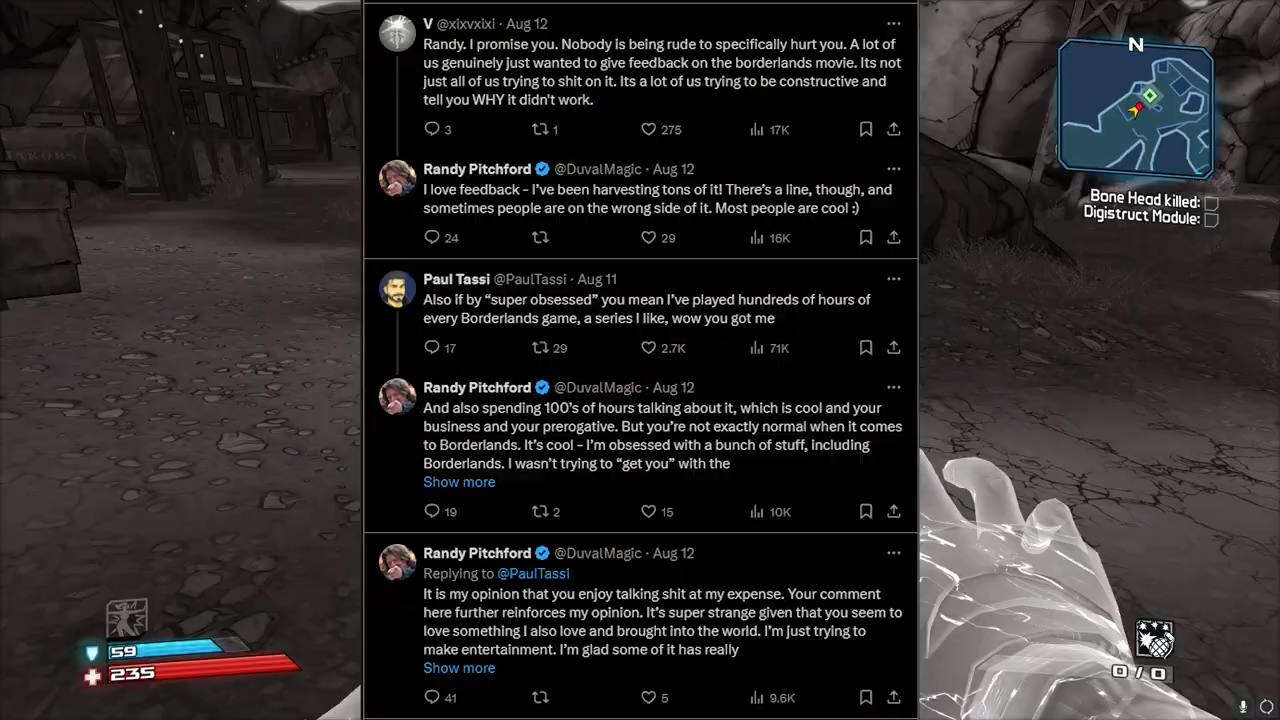 V @xixvxixi · Aug 12
Randy. I promise you. Nobody is being rude to specifically hurt you. A lot of
us genuinely just wanted to give feedback on the borderlands movie. Its not
just all of us trying to shit on it. Its a lot of us trying to be constructive and
tell you WHY it didn't work.
3 1 275 17K
Randy Pitchford @DuvalMagic · Aug 12
I love feedback - I've been harvesting tons of it! There's a line, though, and
sometimes people are on the wrong side of it. Most people are cool :)
24 29 16K
Paul Tassi @PaulTassi · Aug 11
Also if by “super obsessed” you mean I've played hundreds of hours of
every Borderlands game, a series I like, wow you got me
17 29 2.7K 71K
Randy Pitchford @DuvalMagic · Aug 12
And also spending 100's of hours talking about it, which is cool and your
business and your prerogative. But you're not exactly normal when it comes
to Borderlands. It's cool - I'm obsessed with a bunch of stuff, including
Borderlands. I wasn't trying to “get you” with the
Show more
19 2 15 10K
Randy Pitchford @DuvalMagic · Aug 12
Replying to @PaulTassi
It is my opinion that you enjoy talking shit at my expense. Your comment
here further reinforces my opinion. It's super strange given that you seem to
love something I also love and brought into the world. I'm just trying to
make entertainment. I'm glad some of it has really
Show more
41 5 9.6K
N
Bone Head killed:
Digistruct Module:
JAKOBS
59
235
0 / 0